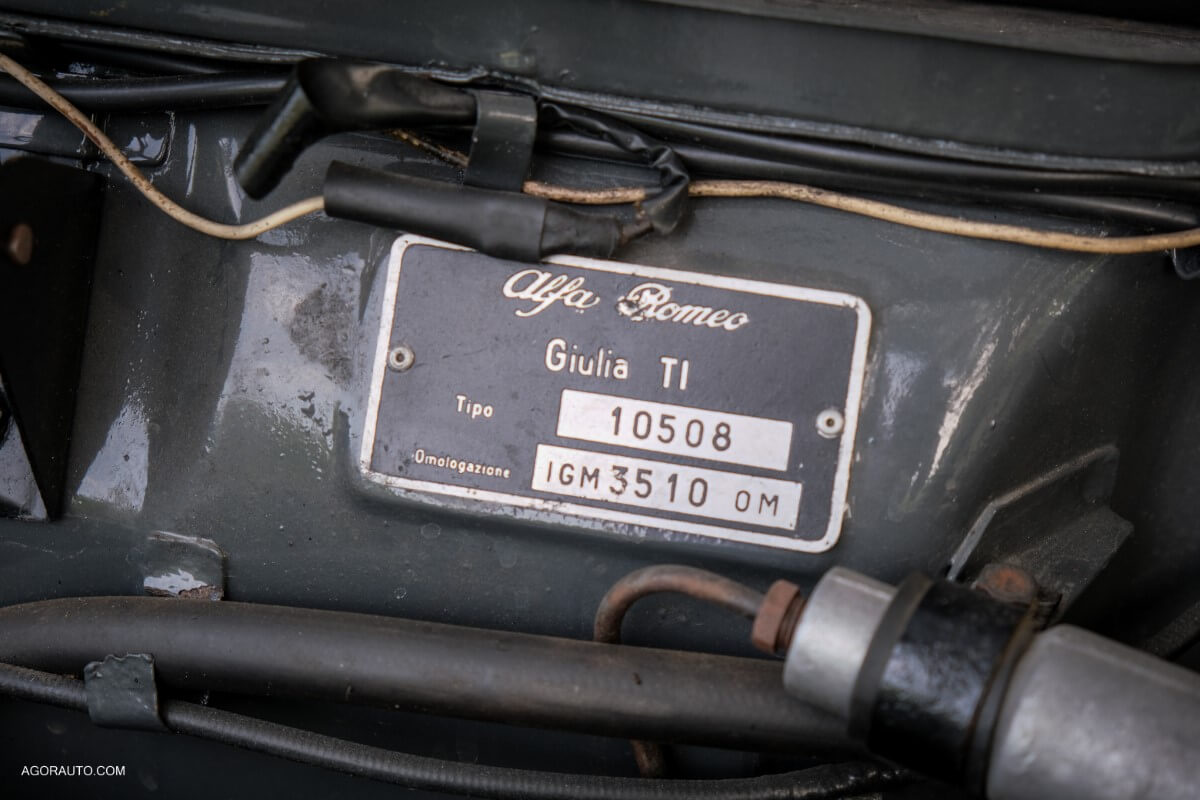 Alfa Romeo
Giulia TI
Tipo 10508
Omologazione IGM 3510 OM
AGORAUTO.COM